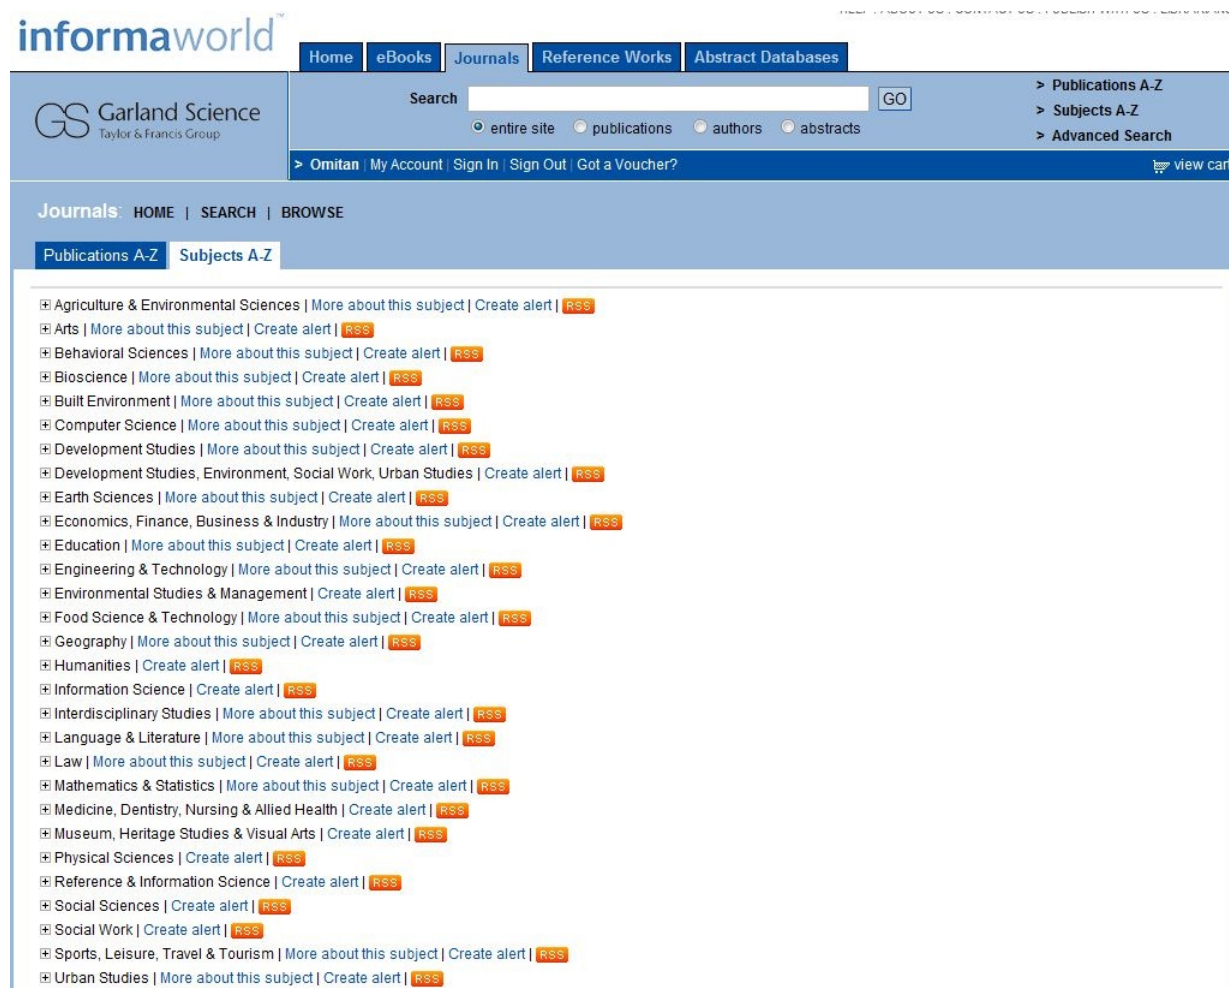 informaworld™
Home eBooks Journals Reference Works Abstract Databases
GS Garland Science
Taylor & Francis Group
Search GO
entire site publications authors abstracts
> Publications A-Z
> Subjects A-Z
> Advanced Search
> Omitan | My Account | Sign In | Sign Out | Got a Voucher?
view cart
Journals: HOME | SEARCH | BROWSE
Publications A-Z Subjects A-Z
Agriculture & Environmental Sciences | More about this subject | Create alert | RSS
Arts | More about this subject | Create alert | RSS
Behavioral Sciences | More about this subject | Create alert | RSS
Bioscience | More about this subject | Create alert | RSS
Built Environment | More about this subject | Create alert | RSS
Computer Science | More about this subject | Create alert | RSS
Development Studies | More about this subject | Create alert | RSS
Development Studies, Environment, Social Work, Urban Studies | Create alert | RSS
Earth Sciences | More about this subject | Create alert | RSS
Economics, Finance, Business & Industry | More about this subject | Create alert | RSS
Education | More about this subject | Create alert | RSS
Engineering & Technology | More about this subject | Create alert | RSS
Environmental Studies & Management | Create alert | RSS
Food Science & Technology | More about this subject | Create alert | RSS
Geography | More about this subject | Create alert | RSS
Humanities | Create alert | RSS
Information Science | Create alert | RSS
Interdisciplinary Studies | More about this subject | Create alert | RSS
Language & Literature | More about this subject | Create alert | RSS
Law | More about this subject | Create alert | RSS
Mathematics & Statistics | More about this subject | Create alert | RSS
Medicine, Dentistry, Nursing & Allied Health | Create alert | RSS
Museum, Heritage Studies & Visual Arts | Create alert | RSS
Physical Sciences | Create alert | RSS
Reference & Information Science | Create alert | RSS
Social Sciences | Create alert | RSS
Social Work | Create alert | RSS
Sports, Leisure, Travel & Tourism | More about this subject | Create alert | RSS
Urban Studies | More about this subject | Create alert | RSS